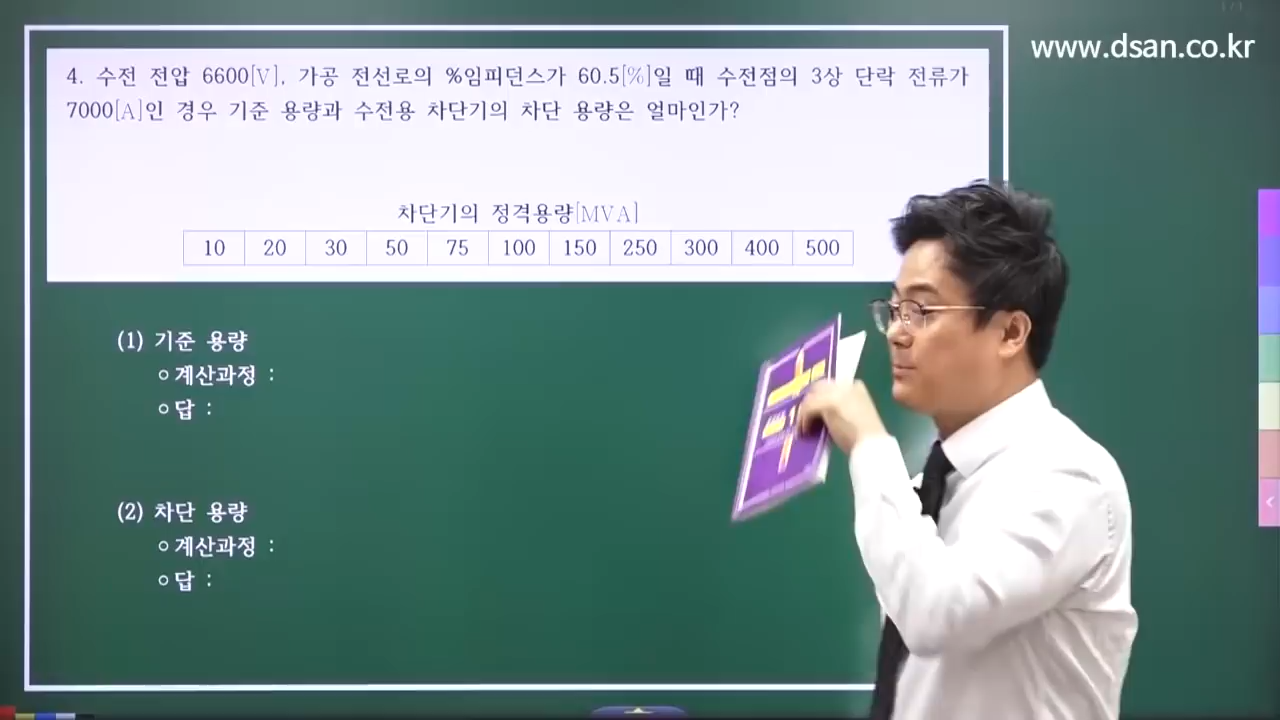 www.dsan.co.kr
4. 수전 전압 6600[V], 가공 전선로의 %임피던스가 60.5[%]일 때 수전점의 3상 단락 전류가
7000[A]인 경우 기준 용량과 수전용 차단기의 차단 용량은 얼마인가?
차단기의 정격용량[MVA]
10 20 30 50 75 100 150 250 300 400 500
(1) 기준 용량
○계산과정 :
○답 :
(2) 차단 용량
○계산과정 :
○답 :